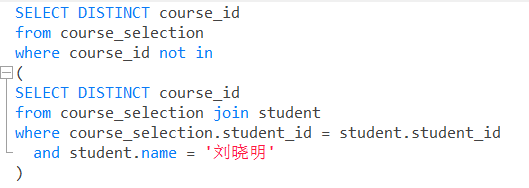 SELECT DISTINCT course_id
from course_selection
where course_id not in
(
SELECT DISTINCT course_id
from course_selection join student
where course_selection.student_id = student.student_id
  and student.name = '刘晓明'
)